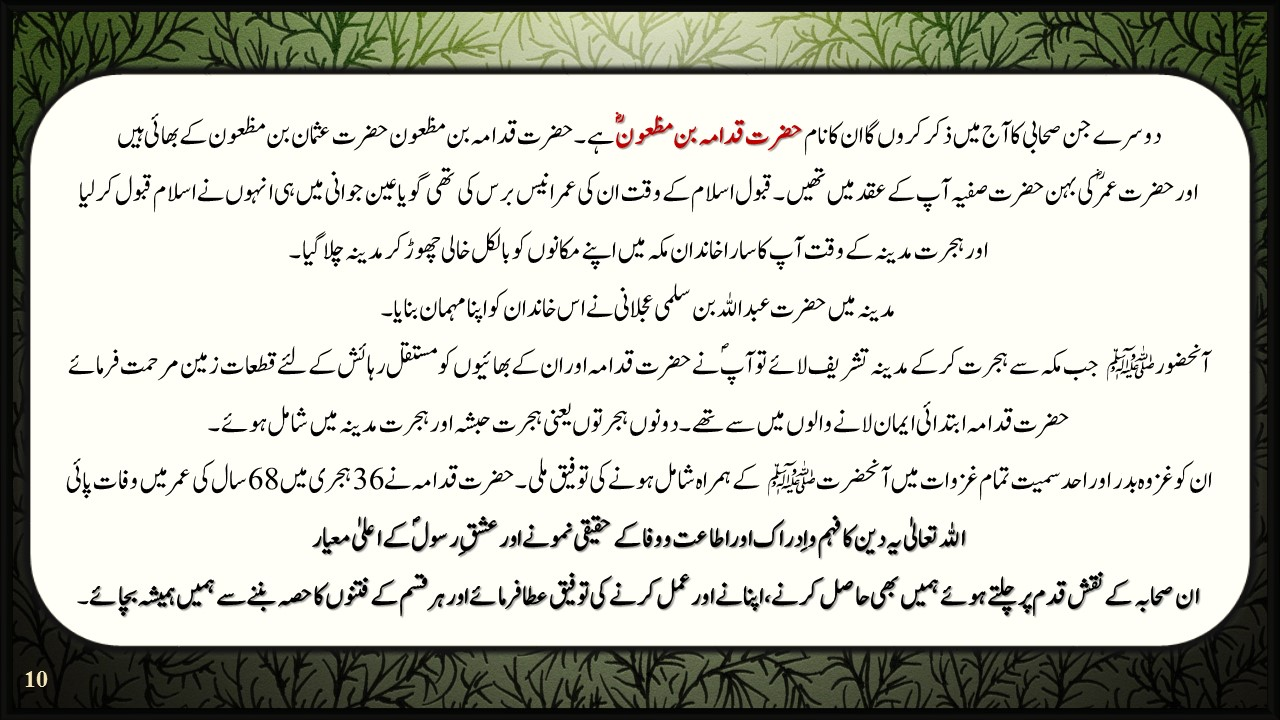 دوسرے جن صحابی کا آج میں ذکر کروں گا ان کا نام حضرت قدامہ بن مظعونؓ ہے۔ حضرت قدامہ بن مظعون حضرت عثمان بن مظعون کے بھائی ہیں
اور حضرت عمرؓ کی بہن حضرت صفیہ آپ کے عقد میں تھیں۔ قبول اسلام کے وقت ان کی عمر انیس برس کی تھی گویا عین جوانی میں ہی انہوں نے اسلام قبول کر لیا
اور ہجرت مدینہ کے وقت آپ کا سارا خاندان مکہ میں اپنے مکانوں کو بالکل خالی چھوڑ کر مدینہ چلا گیا۔
مدینہ میں حضرت عبداللہ بن سلمی عجلانی نے اس خاندان کو اپنا مہمان بنایا۔
آنحضور ﷺ جب مکہ سے ہجرت کر کے مدینہ تشریف لائے تو آپؐ نے حضرت قدامہ اور ان کے بھائیوں کو مستقل رہائش کے لئے قطعات زمین مرحمت فرمائے
حضرت قدامہ ابتدائی ایمان لانے والوں میں سے تھے۔ دونوں ہجرتوں یعنی ہجرت حبشہ اور ہجرت مدینہ میں شامل ہوئے۔
ان کو غزوہ بدر اور احد سمیت تمام غزوات میں آنحضرت ﷺ کے ہمراہ شامل ہونے کی توفیق ملی۔ حضرت قدامہ نے 36 ہجری میں 68 سال کی عمر میں وفات پائی
اللہ تعالیٰ یہ دین کا فہم و اِدراک اور اطاعت و وفا کے حقیقی نمونے اور عشقِ رسولؐ کے اعلیٰ معیار
ان صحابہ کے نقش قدم پر چلتے ہوئے ہمیں بھی حاصل کرنے، اپنانے اور عمل کرنے کی توفیق عطا فرمائے اور ہر قسم کے فتنوں کا حصہ بننے سے ہمیں ہمیشہ بچائے۔
10